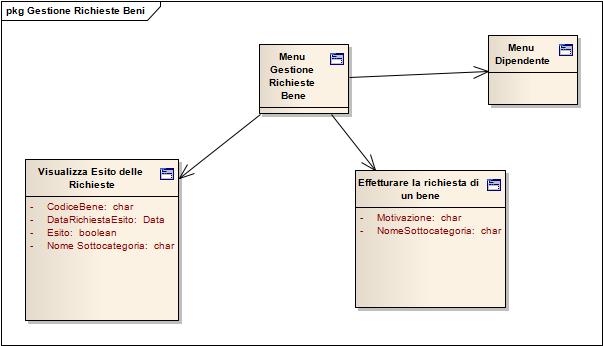 pkg Gestione Richieste Beni
Menu
Gestione
Richieste
Bene
Menu
Dipendente
Visualizza Esito delle
Richieste
- CodiceBene: char
- DataRichiestaEsito: Data
- Esito: boolean
- Nome Sottocategoria: char
Effetturare la richiesta di
un bene
- Motivazione: char
- NomeSottocategoria: char